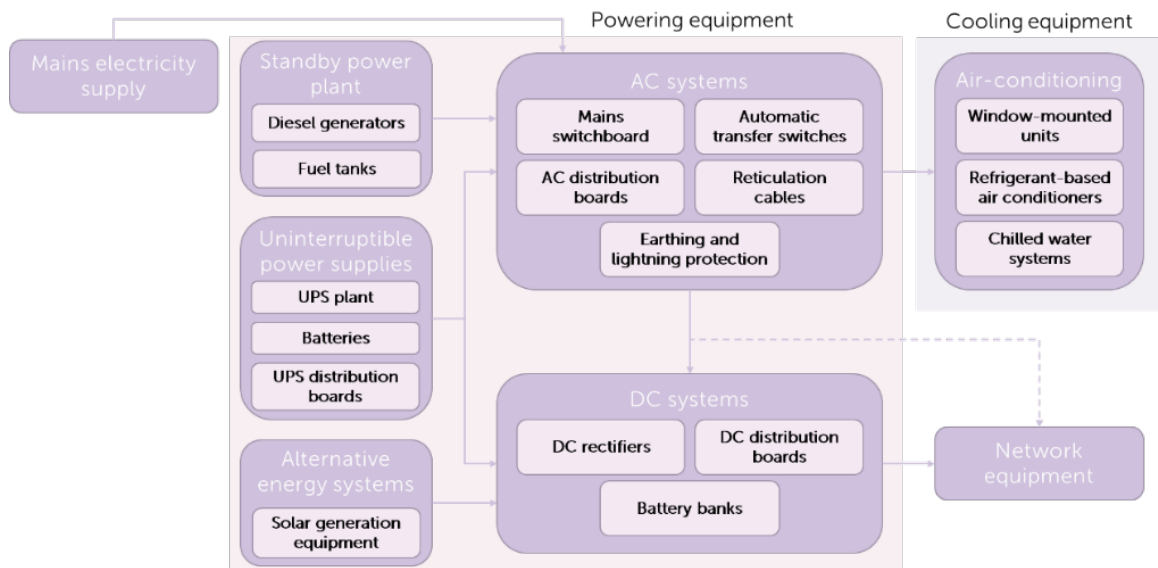 Powering equipment
Cooling equipment
Mains electricity
supply
Standby power
plant
Diesel generators
Fuel tanks
Uninterruptible
power supplies
UPS plant
Batteries
UPS distribution
boards
Alternative
energy systems
Solar generation
equipment
AC systems
Mains
switchboard
Automatic
transfer switches
AC distribution
boards
Reticulation
cables
Earthing and
lightning protection
DC systems
DC rectifiers
DC distribution
boards
Battery banks
Air-conditioning
Window-mounted
units
Refrigerant-based
air conditioners
Chilled water
systems
Network
equipment